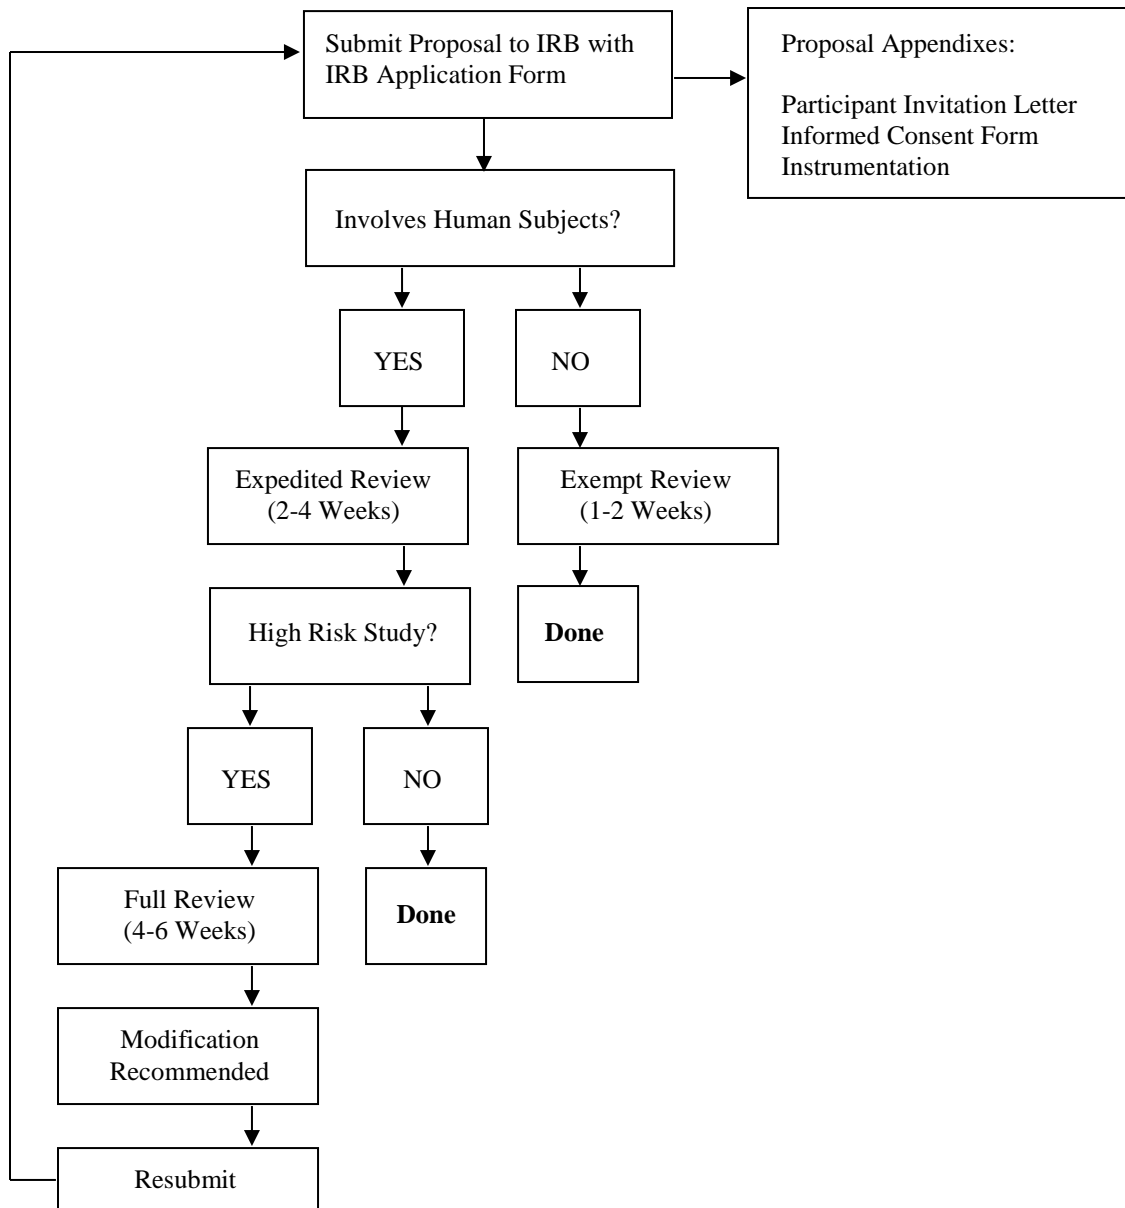 Submit Proposal to IRB with
IRB Application Form
Proposal Appendixes:
Participant Invitation Letter
Informed Consent Form
Instrumentation
Involves Human Subjects?
YES
NO
Expedited Review
(2-4 Weeks)
Exempt Review
(1-2 Weeks)
High Risk Study?
Done
YES
NO
Full Review
(4-6 Weeks)
Done
Modification
Recommended
Resubmit